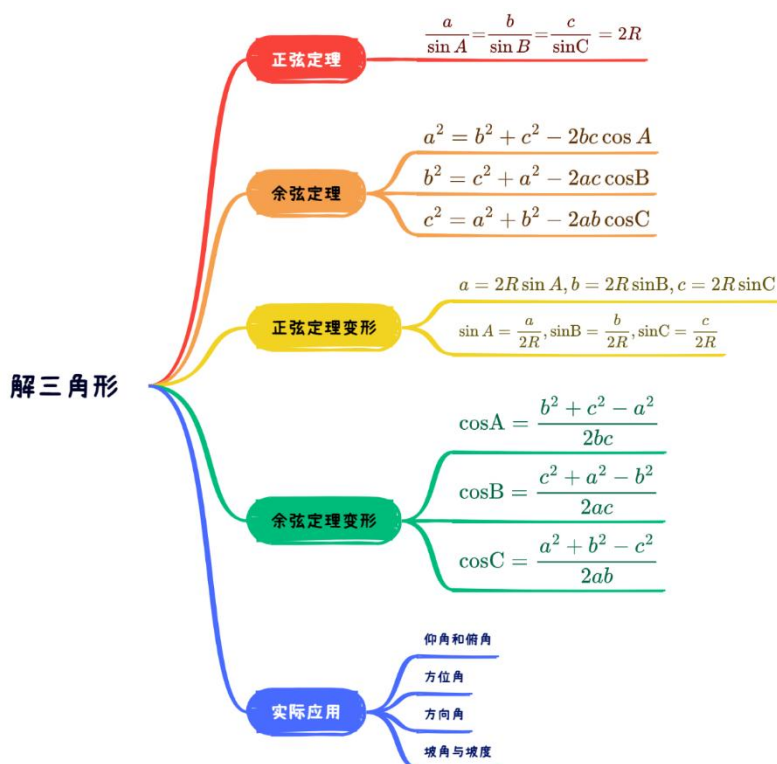 解三角形
正弦定理
a/sin A = b/sin B = c/sinC = 2R
余弦定理
a² = b² + c² − 2bc cos A
b² = c² + a² − 2ac cosB
c² = a² + b² − 2ab cosC
正弦定理变形
a = 2R sin A, b = 2R sinB, c = 2R sinC
sin A = a/2R, sinB = b/2R, sinC = c/2R
余弦定理变形
cosA = (b² + c² − a²)/2bc
cosB = (c² + a² − b²)/2ac
cosC = (a² + b² − c²)/2ab
实际应用
仰角和俯角
方位角
方向角
坡角与坡度